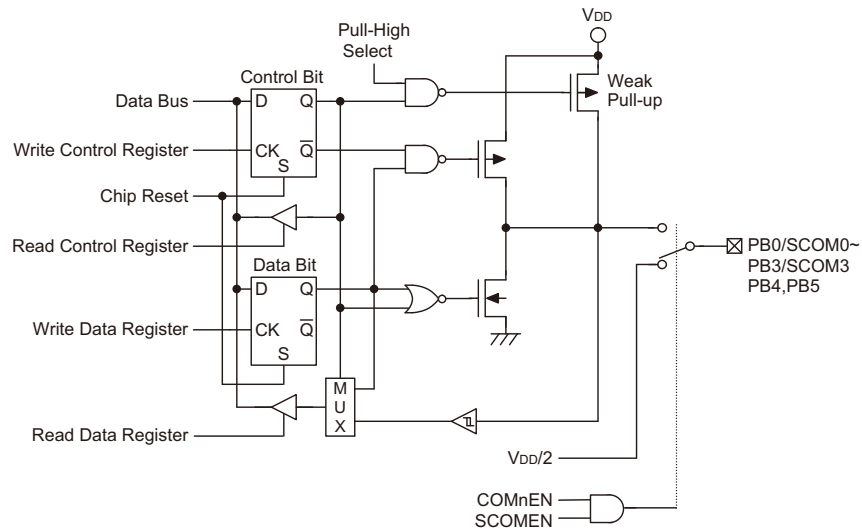 VDD
Pull-High
Select
Weak
Pull-up
Control Bit
Data Bus
D
Q
Write Control Register
CK
Q
S
Chip Reset
Read Control Register
Data Bit
D
Q
Write Data Register
CK
Q
S
M
U
X
Read Data Register
PB0/SCOM0~
PB3/SCOM3
PB4,PB5
VDD/2
COMnEN
SCOMEN